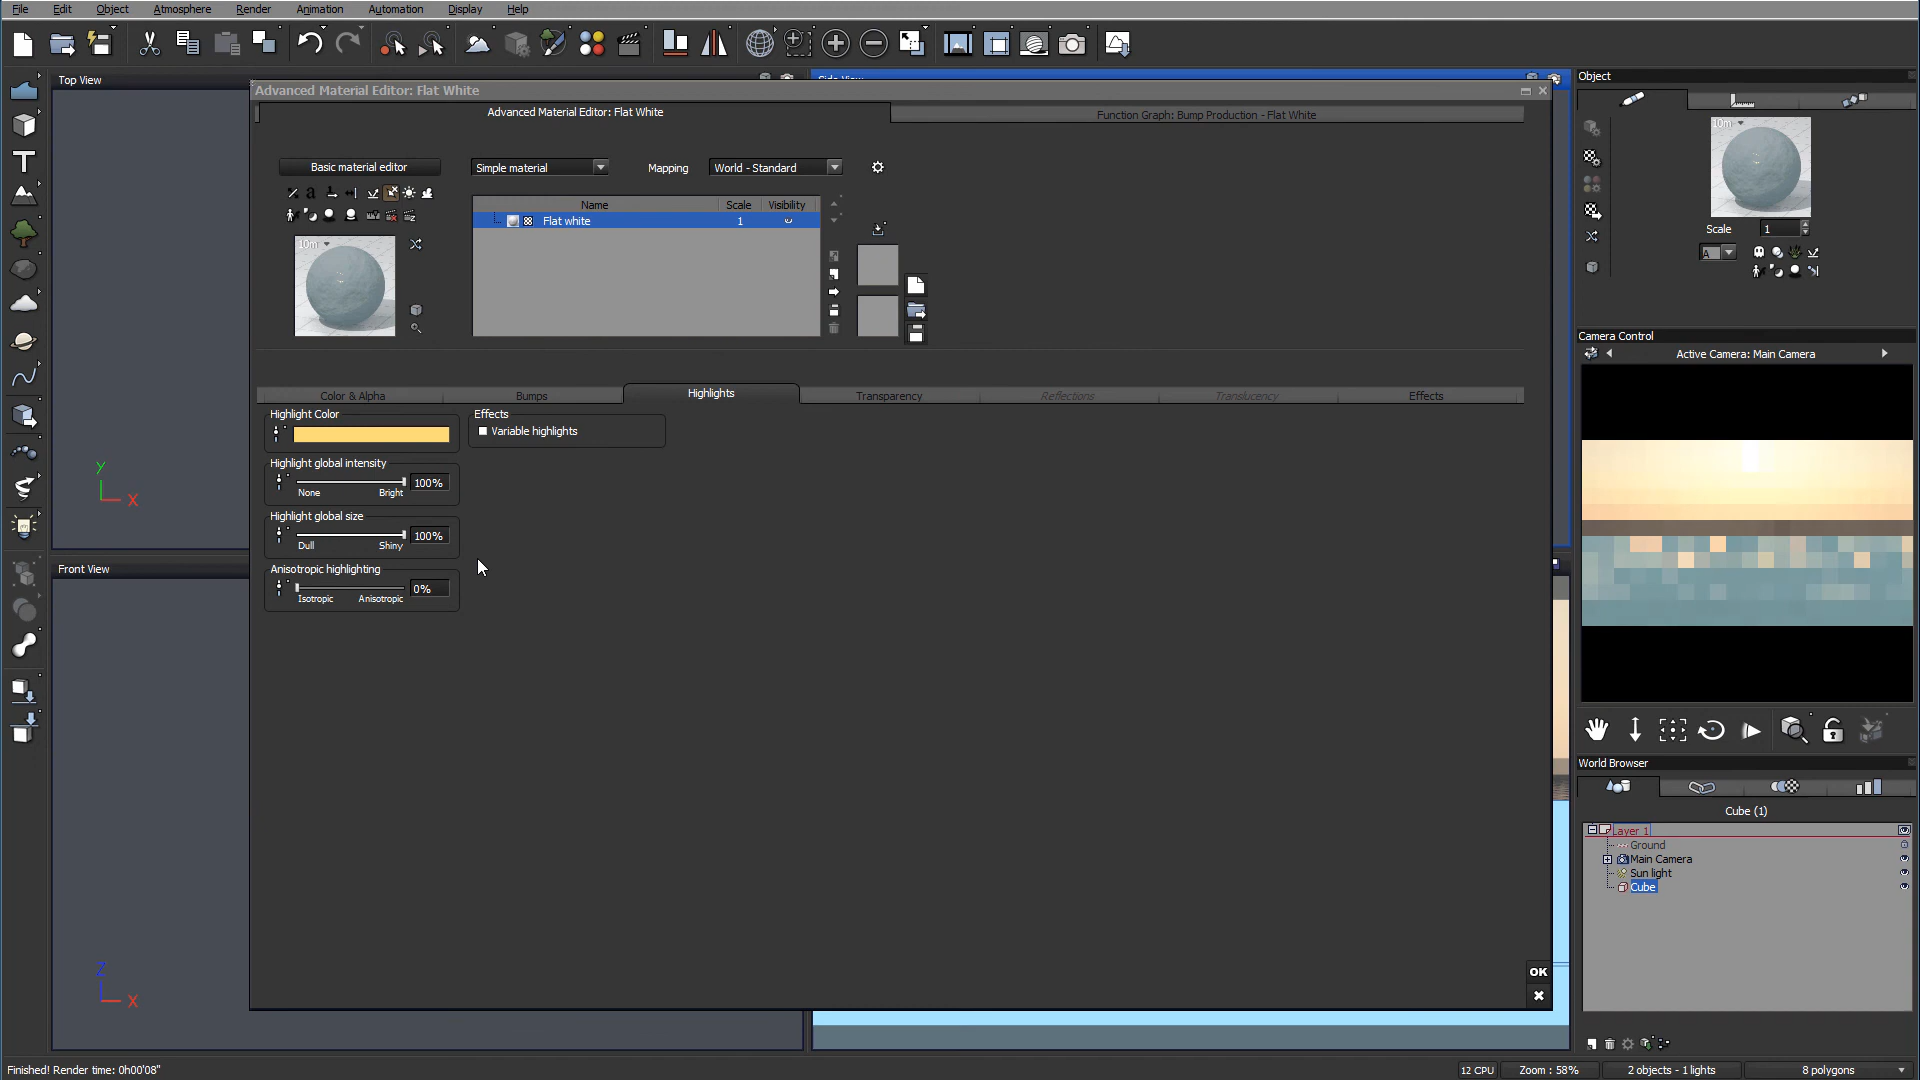 File Edit Object Atmosphere Render Animation Automation Display Help
Top View
Object
Advanced Material Editor: Flat White
Advanced Material Editor: Flat White
Function Graph: Bump Production - Flat White
Basic material editor
Simple material
Mapping
World - Standard
Name Scale Visibility
Flat white 1
10m
10m
Scale 1
A
Camera Control
Active Camera: Main Camera
Color & Alpha Bumps Highlights Transparency Reflections Translucency Effects
Highlight Color
Effects
Variable highlights
Highlight global intensity
100%
None Bright
Highlight global size
100%
Dull Shiny
Anisotropic highlighting
0%
Isotropic Anisotropic
Y
X
Front View
Z
X
World Browser
Cube (1)
Layer 1
Ground
Main Camera
Sun light
Cube
OK
Finished! Render time: 0h00'08"
12 CPU
Zoom : 58%
2 objects - 1 lights
8 polygons